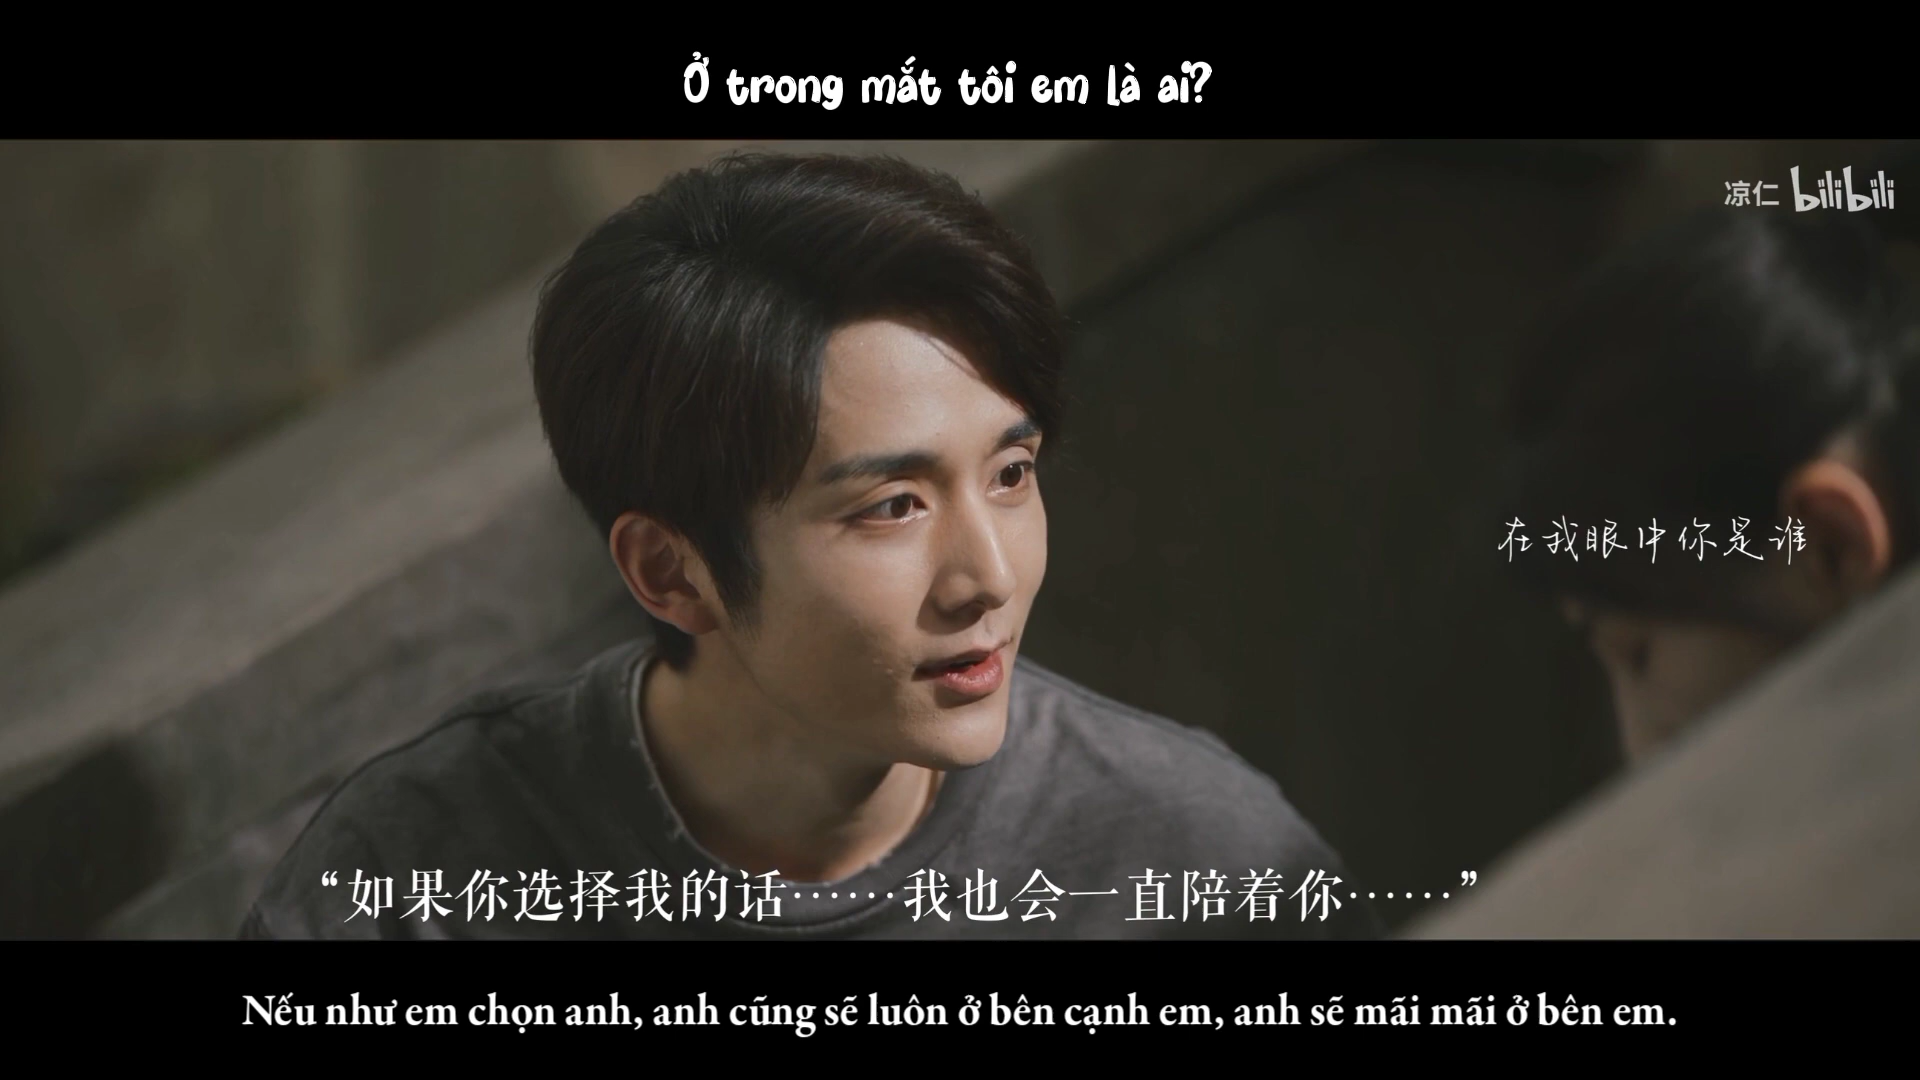 Ở trong mắt tôi em là ai?
凉仁 bilibili
在我眼中你是谁
“如果你选择我的话……我也会一直陪着你……”
Nếu như em chọn anh, anh cũng sẽ luôn ở bên cạnh em, anh sẽ mãi mãi ở bên em.